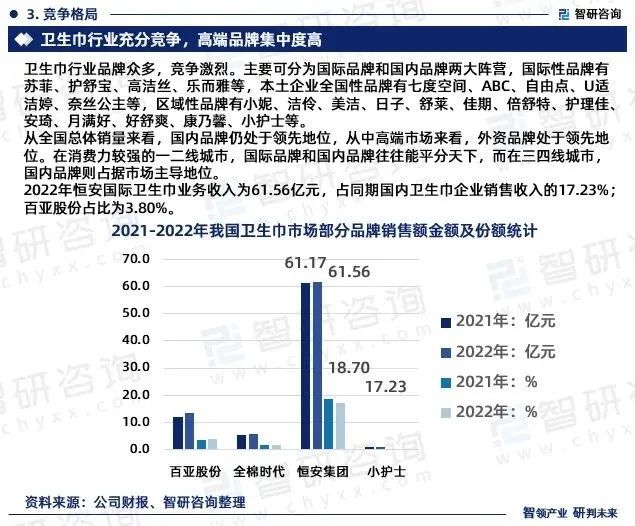 3. 竞争格局
智研咨询
卫生巾行业充分竞争，高端品牌集中度高
卫生巾行业品牌众多，竞争激烈。主要可分为国际品牌和国内品牌两大阵营，国际性品牌有
苏菲、护舒宝、高洁丝、乐而雅等，本土企业全国性品牌有七度空间、ABC、自由点、U适
洁婷、奈丝公主等，区域性品牌有小妮、洁伶、美洁、日子、舒莱、佳期、倍舒特、护理佳、
安琦、月满好、好舒爽、康乃馨、小护士等。
从全国总体销量来看，国内品牌仍处于领先地位，从中高端市场来看，外资品牌处于领先地
位。在消费力较强的一二线城市，国际品牌和国内品牌往往能平分天下，而在三四线城市，
国内品牌则占据市场主导地位。
2022年恒安国际卫生巾业务收入为61.56亿元，占同期国内卫生巾企业销售收入的17.23%；
百亚股份占比为3.80%。
2021-2022年我国卫生巾市场部分品牌销售额金额及份额统计
70.0
60.0
50.0
40.0
30.0
20.0
10.0
0.0
61.17
61.56
18.70
17.23
百亚股份
全棉时代
恒安集团
小护士
2021年：亿元
2022年：亿元
2021年：%
2022年：%
智研咨询
www.chyxx.com
资料来源：公司财报、智研咨询整理
智领产业 研判未来